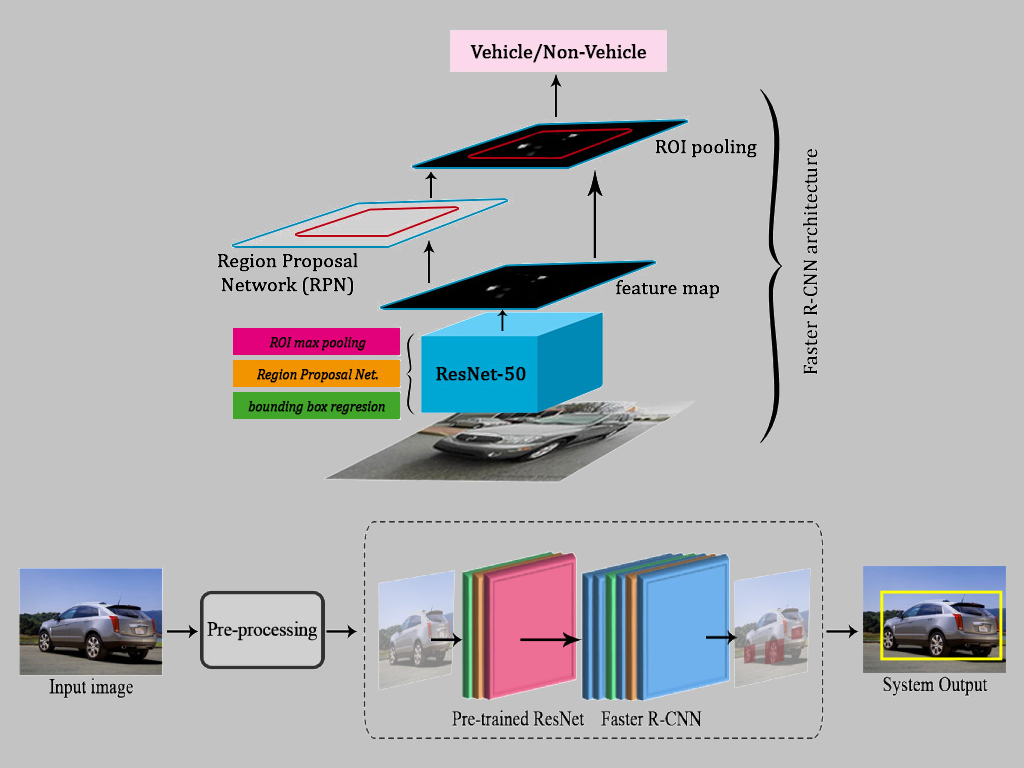 Vehicle/Non-Vehicle
ROI pooling
Region Proposal
Network (RPN)
feature map
Faster R-CNN architecture
ROI max pooling
Region Proposal Net.
bounding box regresion
ResNet-50
Input image
Pre-processing
Pre-trained ResNet
Faster R-CNN
System Output